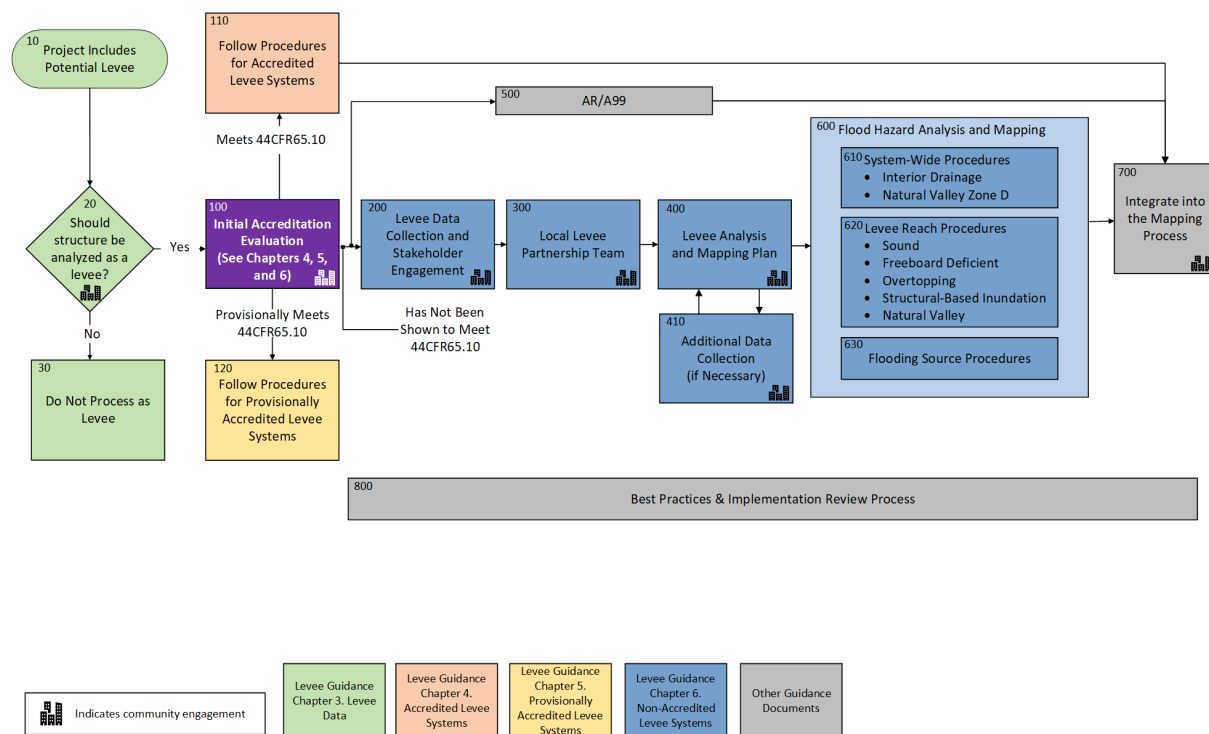 10
Project Includes
Potential Levee
20
Should
structure be
analyzed as a
levee?
Yes
No
30
Do Not Process as
Levee
110
Follow Procedures
for Accredited
Levee Systems
Meets 44CFR65.10
100
Initial Accreditation
Evaluation
(See Chapters 4, 5,
and 6)
Provisionally Meets
44CFR65.10
120
Follow Procedures
for Provisionally
Accredited Levee
Systems
500
AR/A99
200
Levee Data
Collection and
Stakeholder
Engagement
Has Not Been
Shown to Meet
44CFR65.10
300
Local Levee
Partnership Team
400
Levee Analysis
and Mapping Plan
410
Additional Data
Collection
(if Necessary)
600 Flood Hazard Analysis and Mapping
610 System-Wide Procedures
• Interior Drainage
• Natural Valley Zone D
620 Levee Reach Procedures
• Sound
• Freeboard Deficient
• Overtopping
• Structural-Based Inundation
• Natural Valley
630
Flooding Source Procedures
700
Integrate into
the Mapping
Process
800
Best Practices & Implementation Review Process
Indicates community engagement
Levee Guidance
Chapter 3. Levee
Data
Levee Guidance
Chapter 4.
Accredited Levee
Systems
Levee Guidance
Chapter 5.
Provisionally
Accredited Levee
Systems
Levee Guidance
Chapter 6.
Non-Accredited
Levee Systems
Other Guidance
Documents